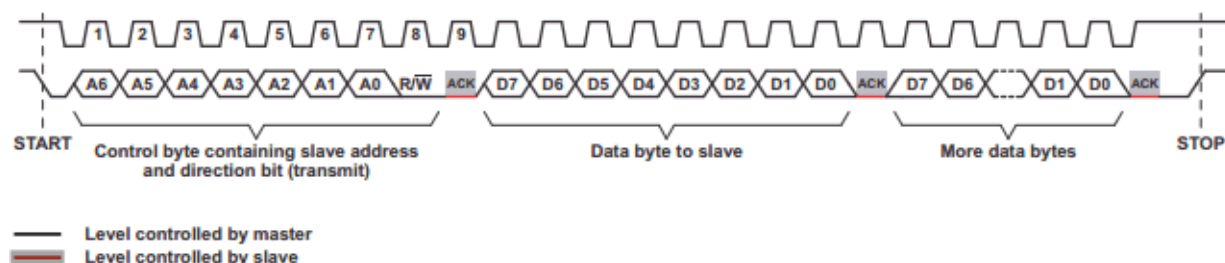 1 2 3 4 5 6 7 8 9
A6 A5 A4 A3 A2 A1 A0 R/W̅ ACK D7 D6 D5 D4 D3 D2 D1 D0 ACK D7 D6 D1 D0 ACK
START
Control byte containing slave address
and direction bit (transmit)
Data byte to slave
More data bytes
STOP
Level controlled by master
Level controlled by slave